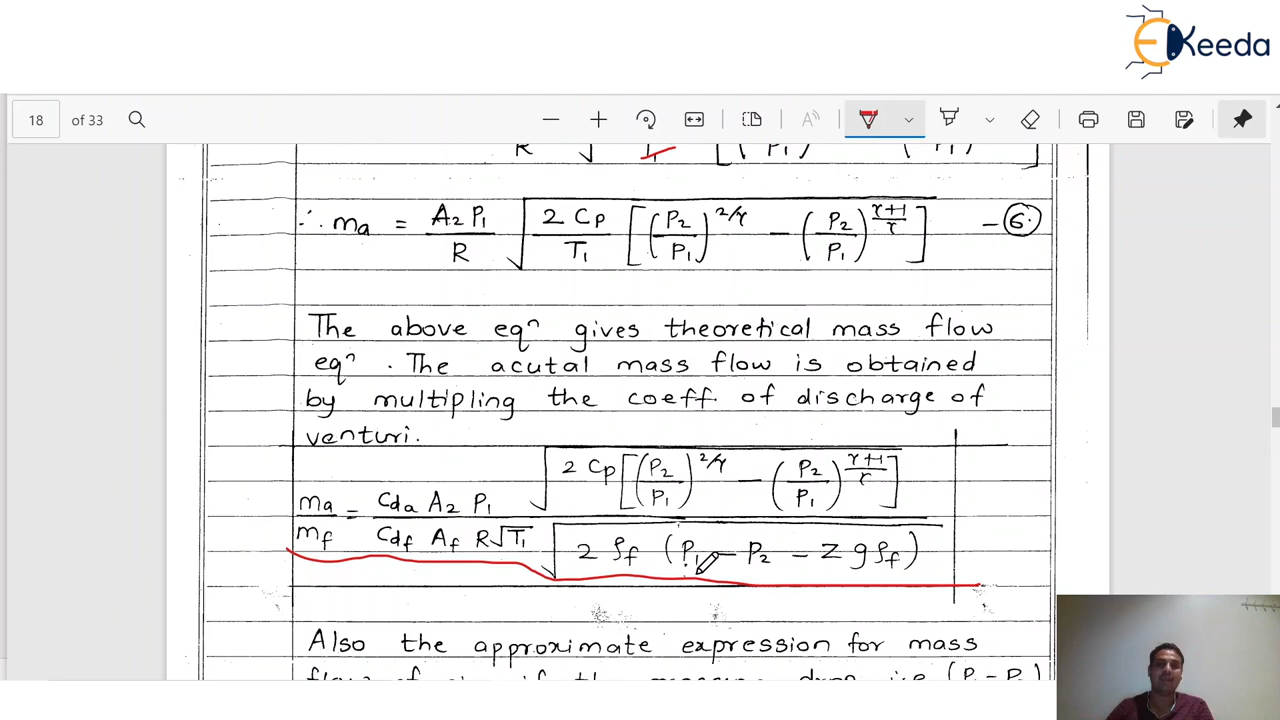 Keeda
18 of 33
R √ T₁ [(P₁) (P₁)]
∴ ma = A₂ P₁ / R √ 2 Cp / T₁ [(P₂/P₁)^2/r − (P₂/P₁)^r+1/r] − ⑥
The above eqⁿ gives theoretical mass flow
eqⁿ . The acutal mass flow is obtained
by multipling the coeff. of discharge of
venturi.
ma/mf = Cda A₂ P₁ √ 2 Cp [(P₂/P₁)^2/r − (P₂/P₁)^r+1/r] / Cdf Af R√T₁ √ 2 ρf (P₁ − P₂ − Z g ρf)
Also the approximate expression for mass